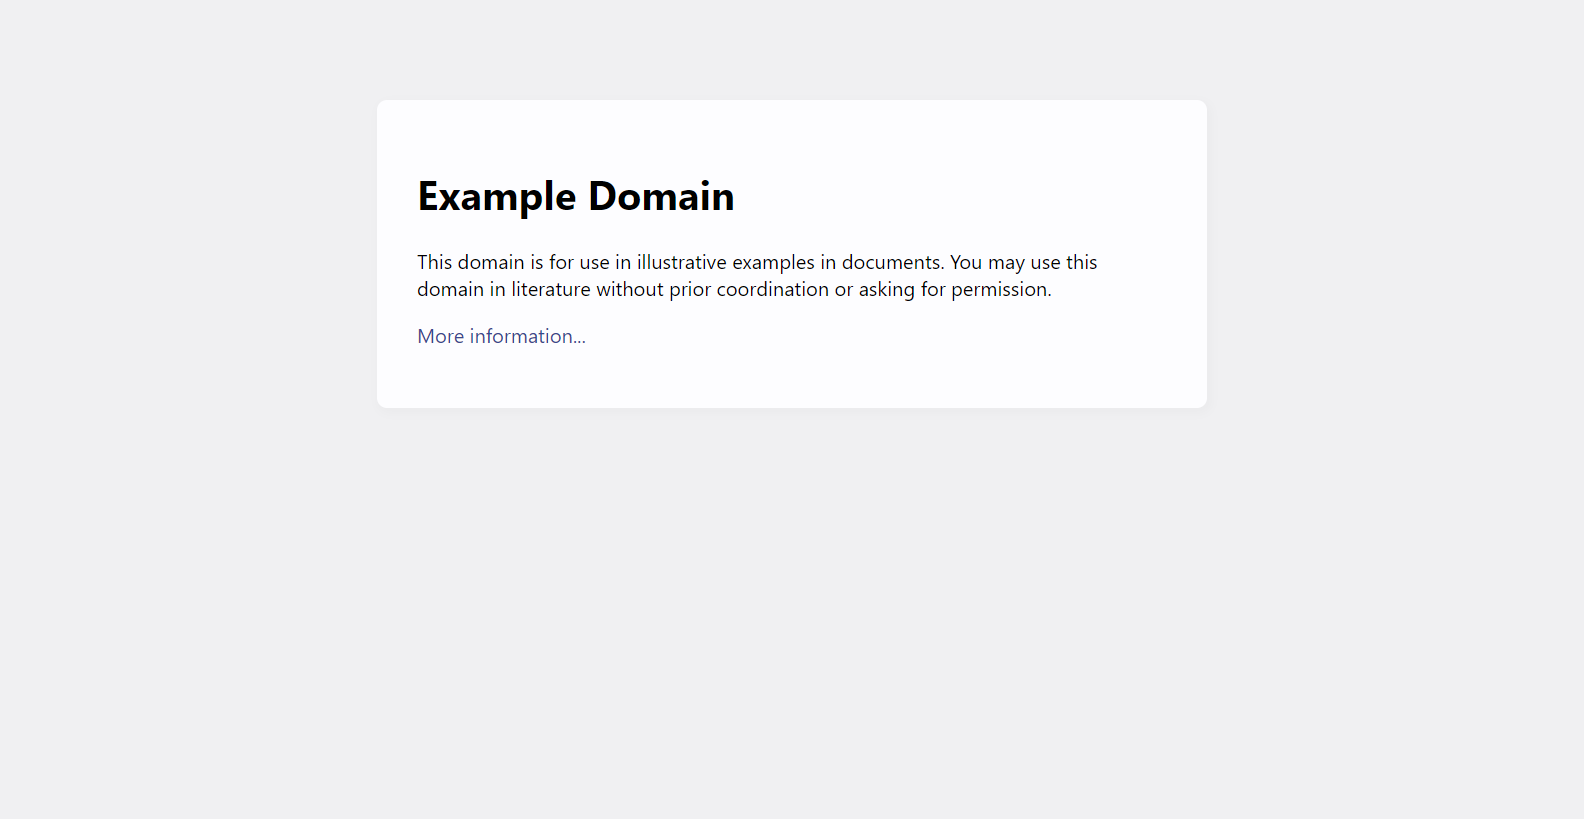 Example Domain
This domain is for use in illustrative examples in documents. You may use this
domain in literature without prior coordination or asking for permission.
More information...